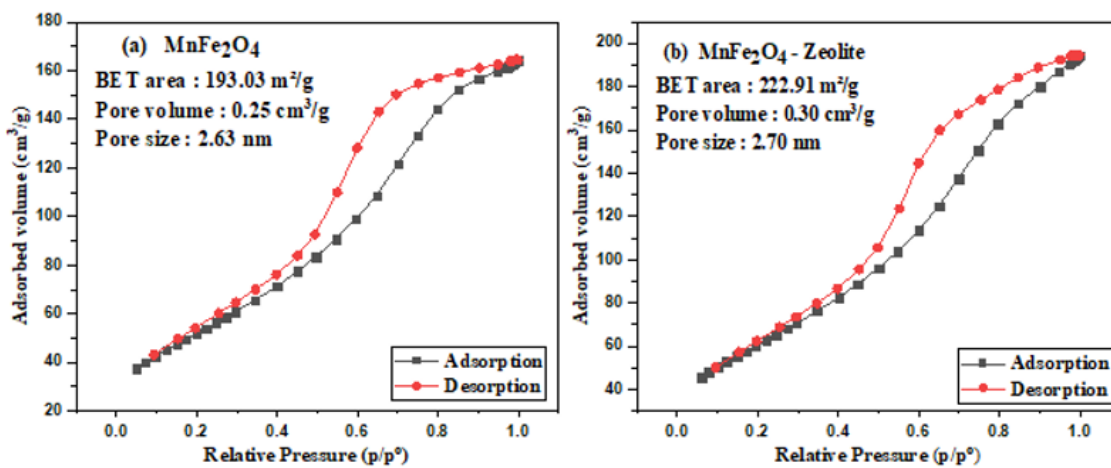 (a) MnFe₂O₄
BET area : 193.03 m²/g
Pore volume : 0.25 cm³/g
Pore size : 2.63 nm
Adsorbed volume (cm³/g)
180
160
140
120
100
80
60
40
20
Adsorption
Desorption
0.0 0.2 0.4 0.6 0.8 1.0
Relative Pressure (p/p°)
(b) MnFe₂O₄ - Zeolite
BET area : 222.91 m²/g
Pore volume : 0.30 cm³/g
Pore size : 2.70 nm
Adsorbed volume (cm³/g)
200
180
160
140
120
100
80
60
40
Adsorption
Desorption
0.0 0.2 0.4 0.6 0.8 1.0
Relative Pressure (p/p°)